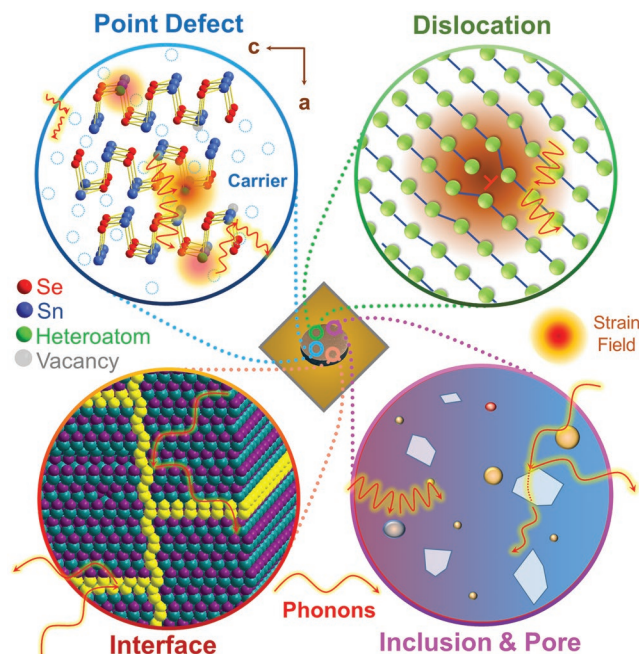 Point Defect
Dislocation
c
a
Carrier
Se
Sn
Heteroatom
Vacancy
Strain
Field
Phonons
Interface
Inclusion & Pore